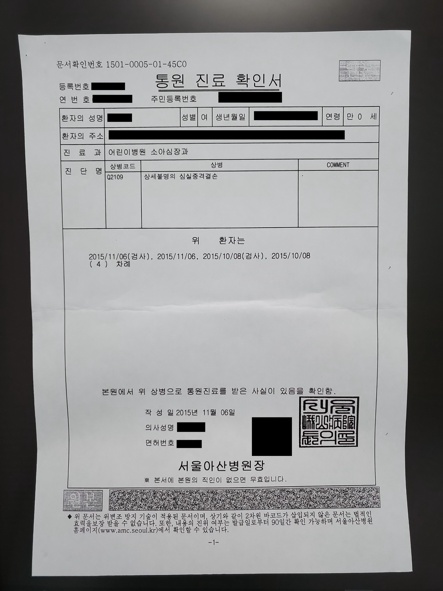 문서확인번호 1501-0005-01-45C0
통원 진료 확인서
등록번호
연 번호 주민등록번호
환자의 성명 성별 여 생년월일 연령 만 0 세
환자의 주소
진 료 과 어린이병원 소아심장과
진 단 명 상병코드 상병 COMMENT
Q2109 상세불명의 심실중격결손
위 환자는
2015/11/06(검사), 2015/11/06, 2015/10/08(검사), 2015/10/08
( 4 ) 차례
본원에서 위 상병으로 통원진료를 받은 사실이 있음을 확인함.
작 성 일 2015년 11월 06일
의사성명
면허번호
서울아산병원장
※ 본서에 본원의 직인이 없으면 무효입니다.
원본
◆ 위 문서는 위변조 방지 기술이 적용된 문서이며, 상기와 같이 2차원 바코드가 삽입되지 않은 문서는 법적인
효력을보장 받을수 없습니다. 또한, 내용의 진위 여부는 발급일로부터 90일간 확인 가능하며 서울아산병원
홈페이지(www.amc.seoul.kr)에서 확인할 수 있습니다.
-1-